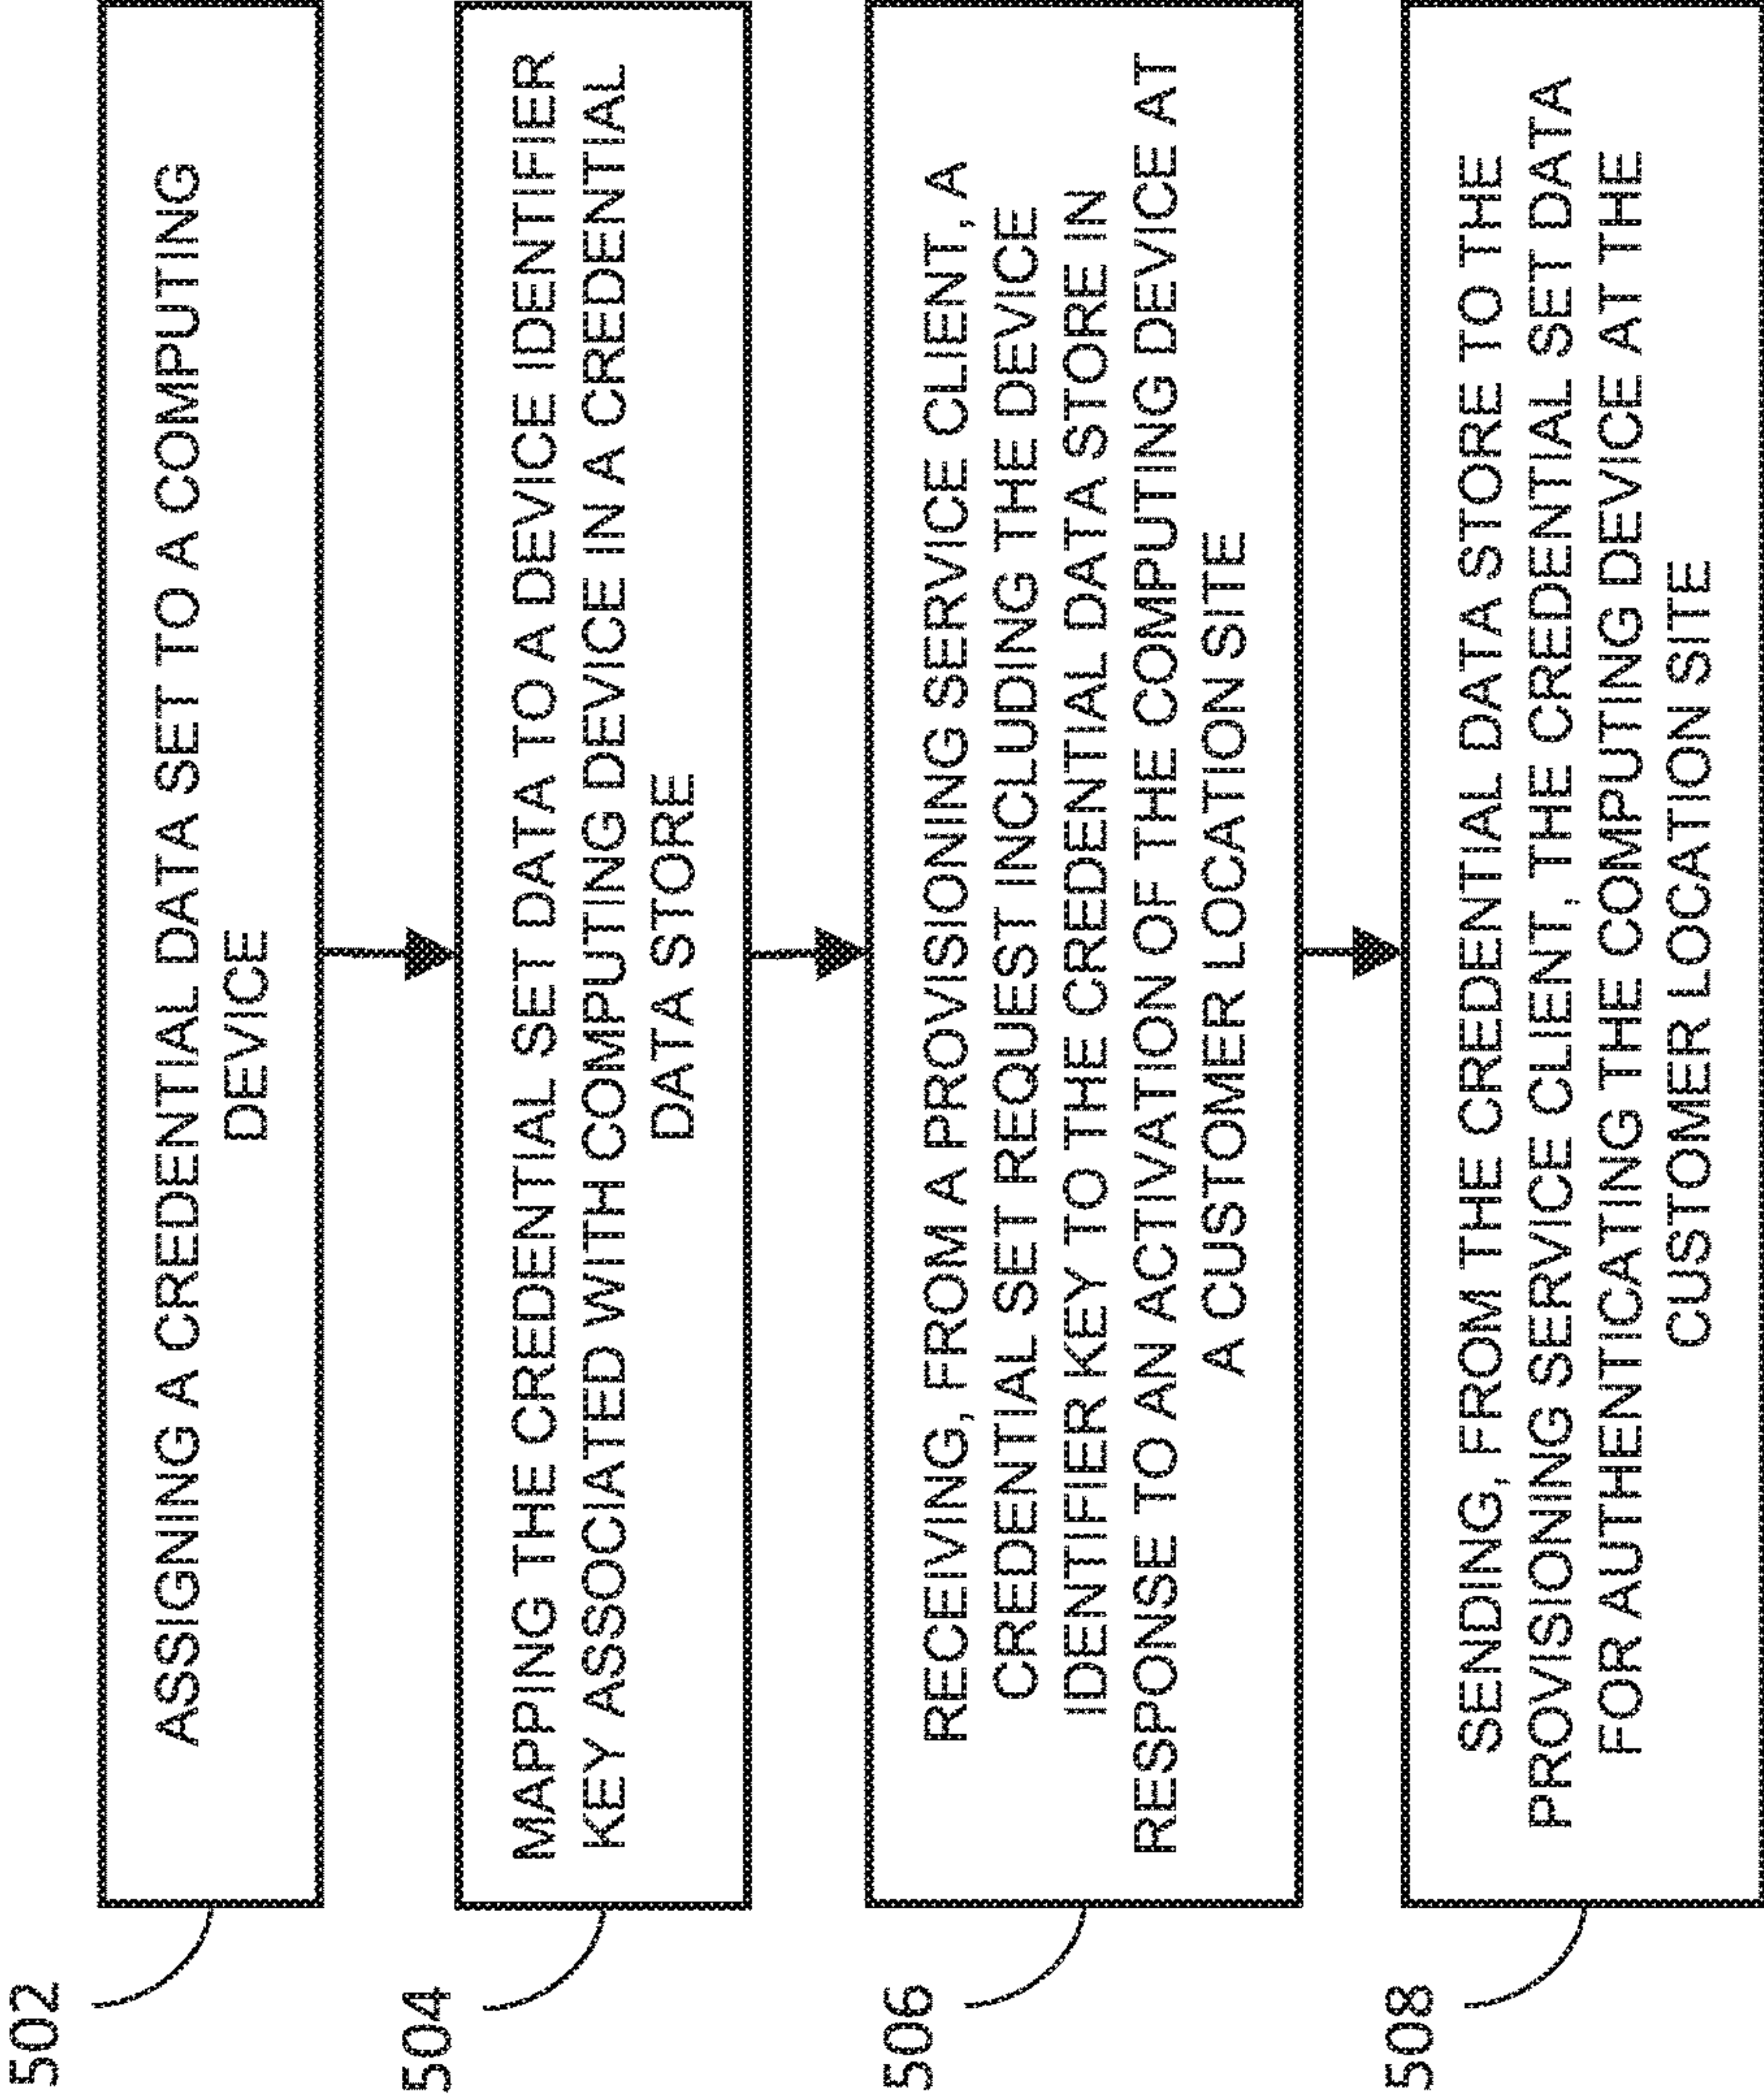 502
ASSIGNING A CREDENTIAL DATA SET TO A COMPUTING
DEVICE
504
MAPPING THE CREDENTIAL SET DATA TO A DEVICE IDENTIFIER
KEY ASSOCIATED WITH COMPUTING DEVICE IN A CREDENTIAL
DATA STORE
506
RECEIVING, FROM A PROVISIONING SERVICE CLIENT, A
CREDENTIAL SET REQUEST INCLUDING THE DEVICE
IDENTIFIER KEY TO THE CREDENTIAL DATA STORE IN
RESPONSE TO AN ACTIVATION OF THE COMPUTING DEVICE AT
A CUSTOMER LOCATION SITE
508
SENDING, FROM THE CREDENTIAL DATA STORE TO THE
PROVISIONING SERVICE CLIENT, THE CREDENTIAL SET DATA
FOR AUTHENTICATING THE COMPUTING DEVICE AT THE
CUSTOMER LOCATION SITE